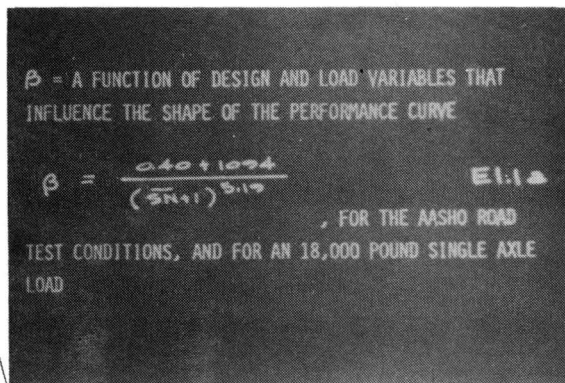 β = A FUNCTION OF DESIGN AND LOAD VARIABLES THAT
INFLUENCE THE SHAPE OF THE PERFORMANCE CURVE
0.40 + 1094
β = E1.1a
(S̅N̅+1)^5.19
, FOR THE AASHO ROAD
TEST CONDITIONS, AND FOR AN 18,000 POUND SINGLE AXLE
LOAD